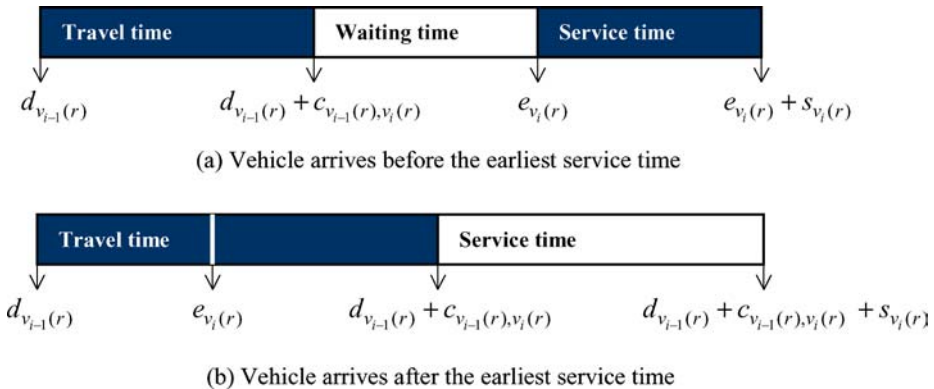 Travel time Waiting time Service time
d_{v_{i-1}(r)} d_{v_{i-1}(r)} + c_{v_{i-1}(r),v_i(r)} e_{v_i(r)} e_{v_i(r)} + s_{v_i(r)}
(a) Vehicle arrives before the earliest service time
Travel time Service time
d_{v_{i-1}(r)} e_{v_i(r)} d_{v_{i-1}(r)} + c_{v_{i-1}(r),v_i(r)} d_{v_{i-1}(r)} + c_{v_{i-1}(r),v_i(r)} + s_{v_i(r)}
(b) Vehicle arrives after the earliest service time